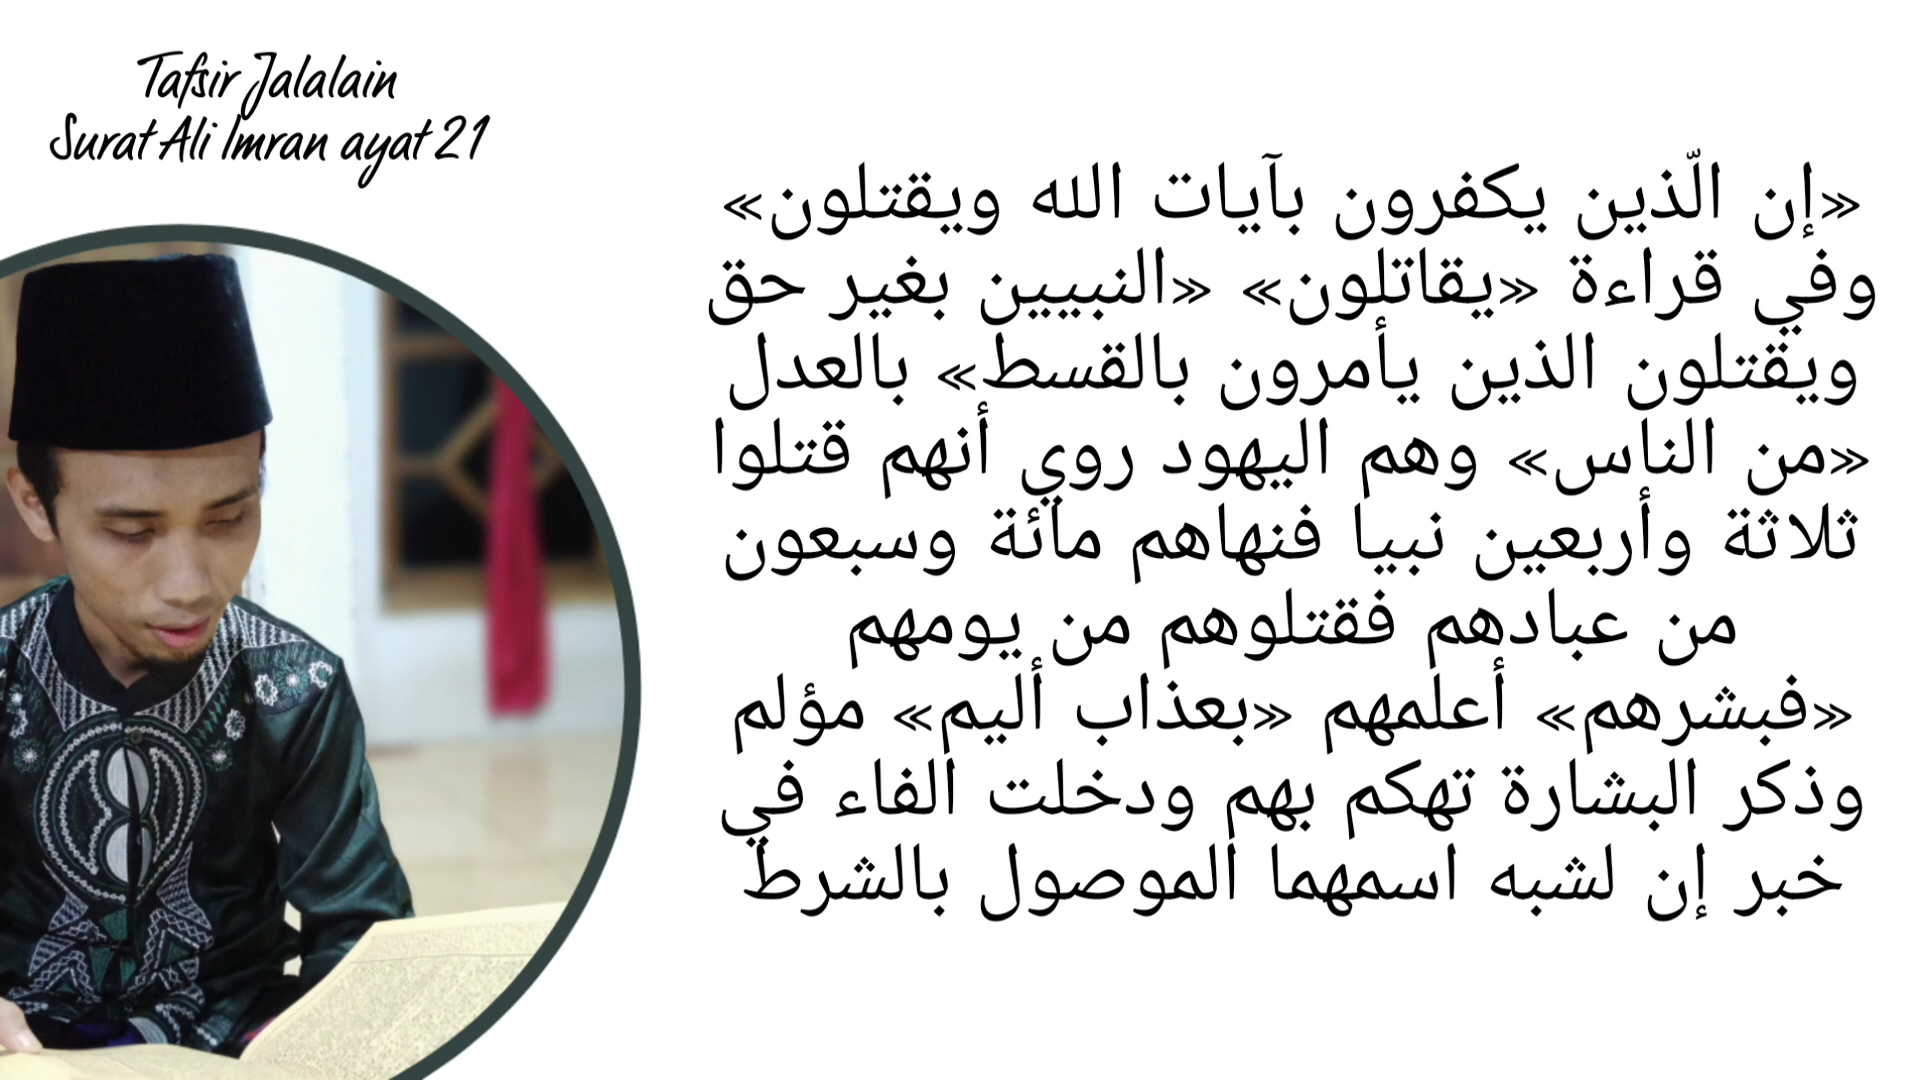 Tafsir Jalalain
Surat Ali Imran ayat 21
«إن الّذين يكفرون بآيات الله ويقتلون»
وفي قراءة «يقاتلون» «النبيين بغير حق
ويقتلون الذين يأمرون بالقسط» بالعدل
«من الناس» وهم اليهود روي أنهم قتلوا
ثلاثة وأربعين نبيا فنهاهم مائة وسبعون
من عبادهم فقتلوهم من يومهم
«فبشرهم» أعلمهم «بعذاب أليم» مؤلم
وذكر البشارة تهكم بهم ودخلت الفاء في
خبر إن لشبه اسمهما الموصول بالشرط